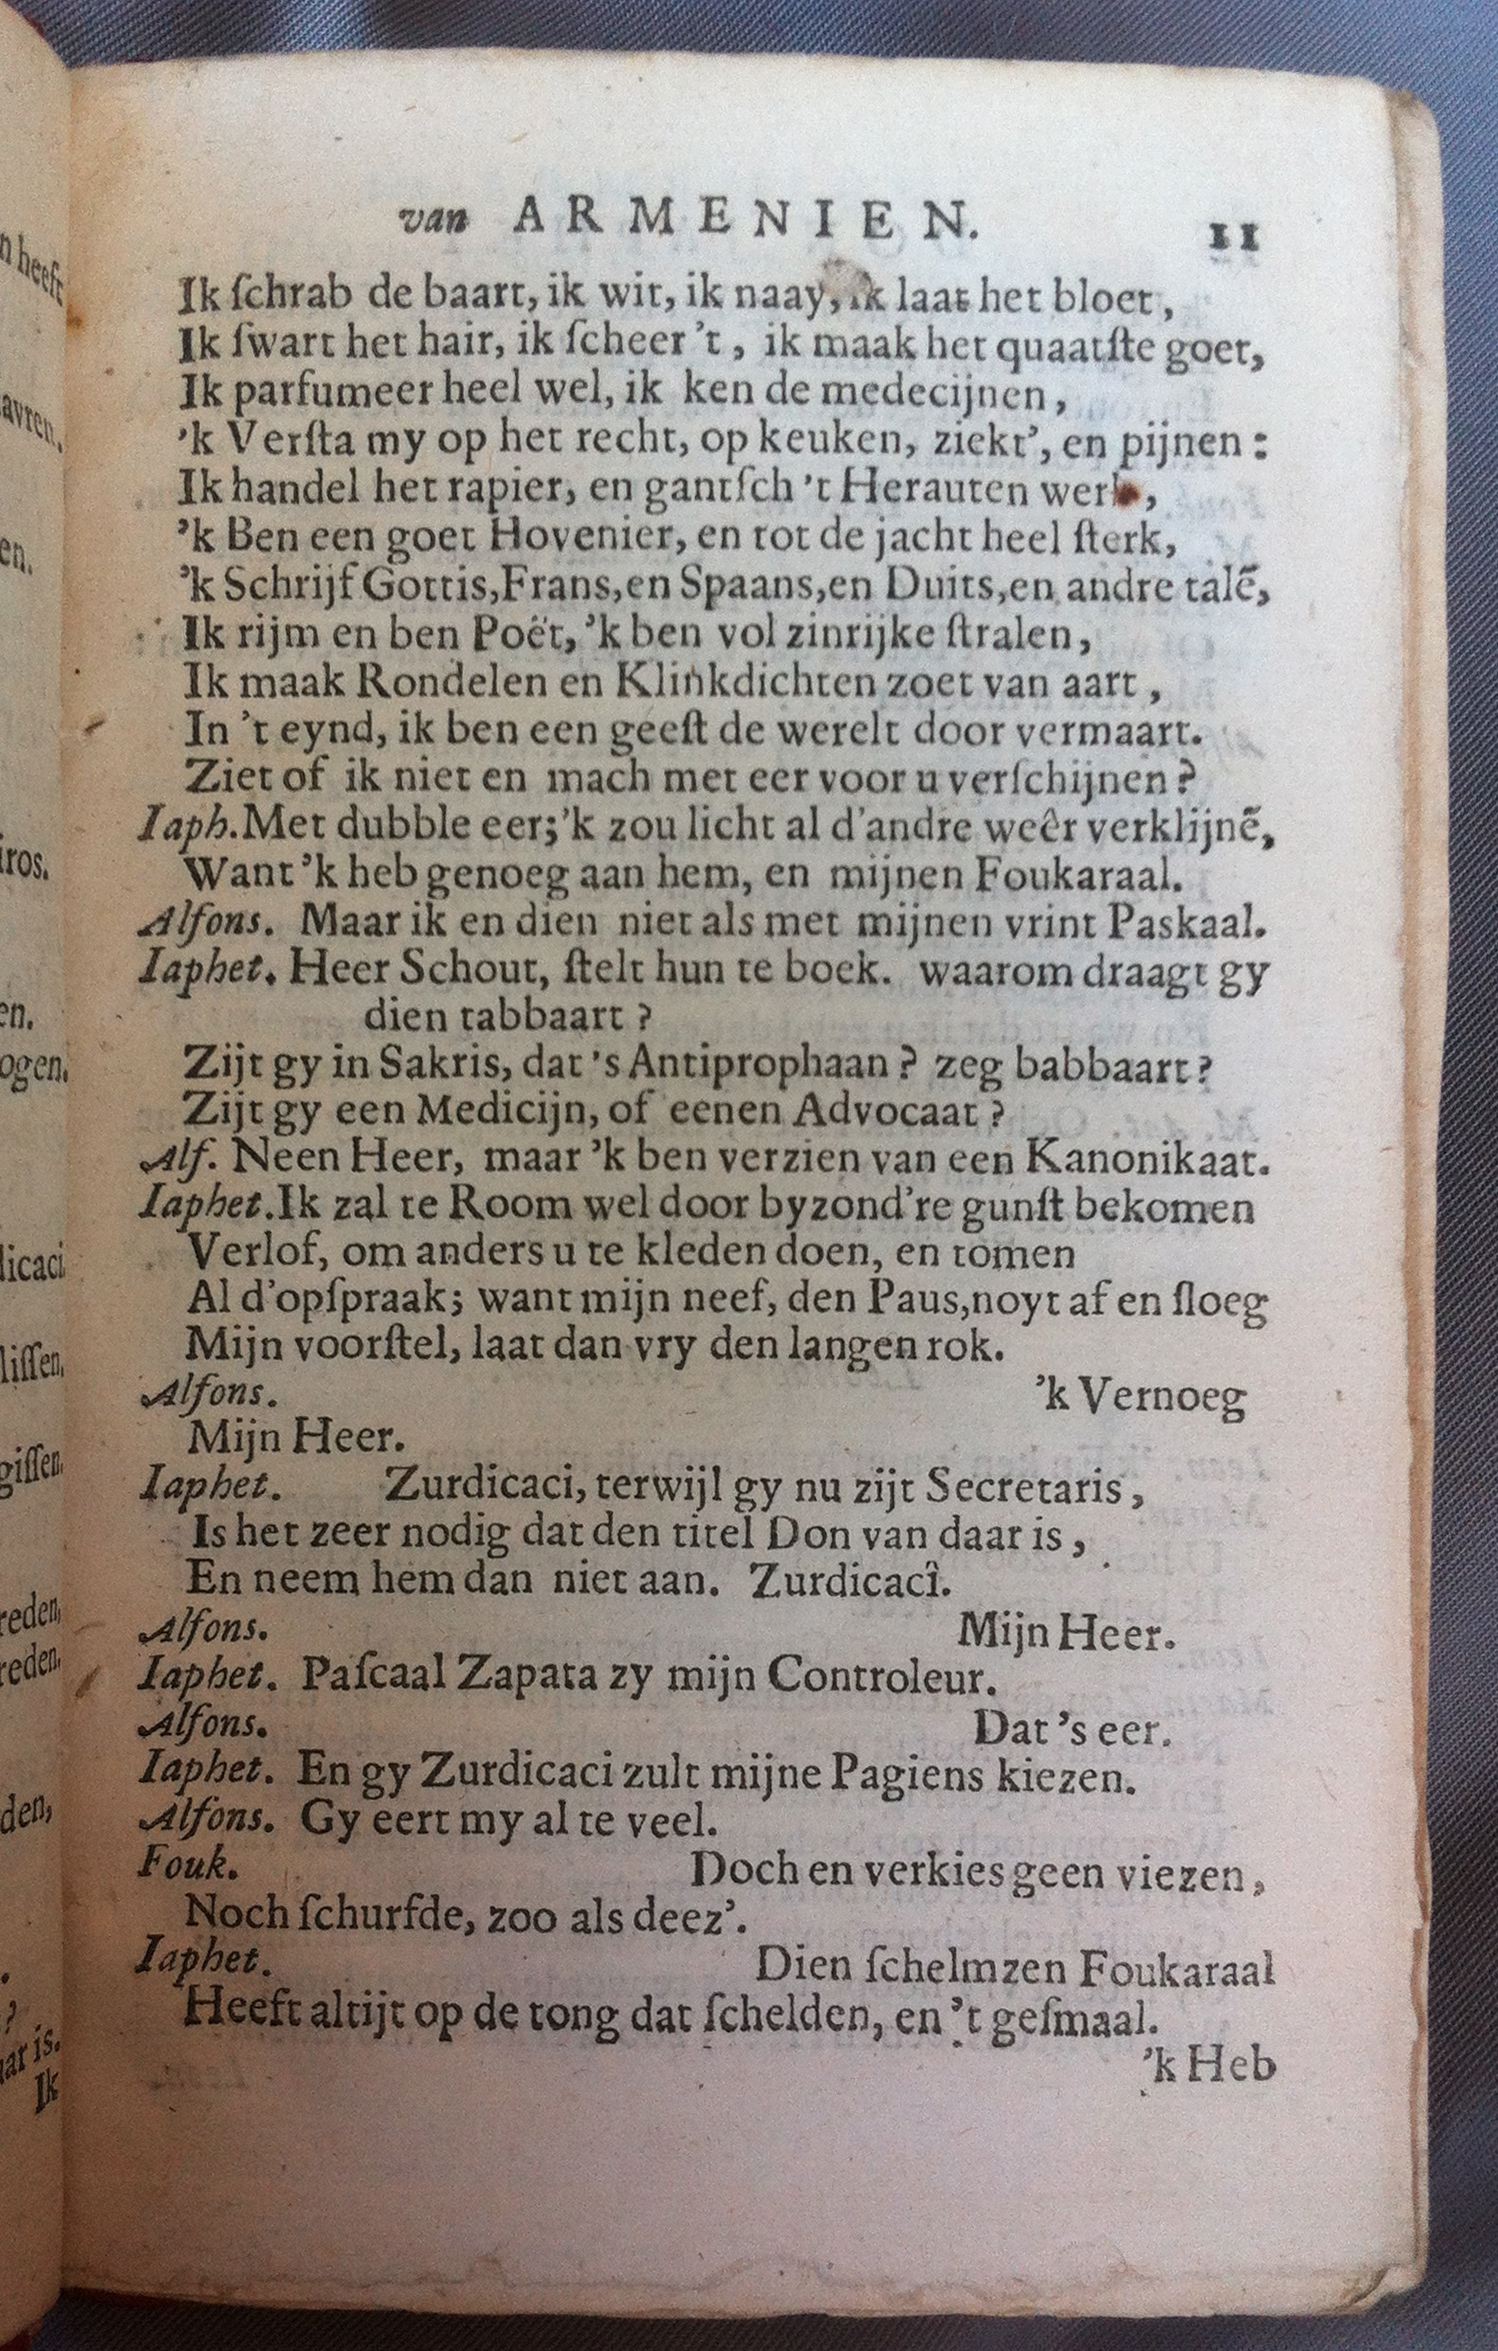 van ARMENIEN. 11
Ik ſchrab de baart, ik wit, ik naay, ik laat het bloet,
Ik ſwart het hair, ik ſcheer 't, ik maak het quaatſte goet,
Ik parfumeer heel wel, ik ken de medecijnen,
'k Verſta my op het recht, op keuken, ziekt', en pijnen:
Ik handel het rapier, en gantſch 't Herauten werk,
'k Ben een goet Hovenier, en tot de jacht heel ſterk,
'k Schrijf Gottis, Frans, en Spaans, en Duits, en andre talẽ,
Ik rijm en ben Poët, 'k ben vol zinrijke ſtralen,
Ik maak Rondelen en Klinkdichten zoet van aart,
In 't eynd, ik ben een geeſt de werelt door vermaart.
Ziet of ik niet en mach met eer voor u verſchijnen?
Iaph. Met dubble eer; 'k zou licht al d'andre weêr verklijnẽ,
Want 'k heb genoeg aan hem, en mijnen Foukaraal.
Alfons. Maar ik en dien niet als met mijnen vrint Paskaal.
Iaphet. Heer Schout, ſtelt hun te boek. waarom draagt gy
dien tabbaart?
Zijt gy in Sakris, dat 's Antiprophaan? zeg babbaart?
Zijt gy een Medicijn, of eenen Advocaat?
Alf. Neen Heer, maar 'k ben verzien van een Kanonikaat.
Iaphet. Ik zal te Room wel door byzond're gunſt bekomen
Verlof, om anders u te kleden doen, en tomen
Al d'opſpraak; want mijn neef, den Paus, noyt af en ſloeg
Mijn voorſtel, laat dan vry den langen rok.
Alfons. 'k Vernoeg
Mijn Heer.
Iaphet. Zurdicaci, terwijl gy nu zijt Secretaris,
Is het zeer nodig dat den titel Don van daar is,
En neem hem dan niet aan. Zurdicacî.
Alfons. Mijn Heer.
Iaphet. Paſcaal Zapata zy mijn Controleur.
Alfons. Dat 's eer.
Iaphet. En gy Zurdicaci zult mijne Pagiens kiezen.
Alfons. Gy eert my al te veel.
Fouk. Doch en verkies geen viezen,
Noch ſchurfde, zoo als deez'.
Iaphet. Dien ſchelmzen Foukaraal
Heeft altijt op de tong dat ſchelden, en 't geſmaal.
'k Heb